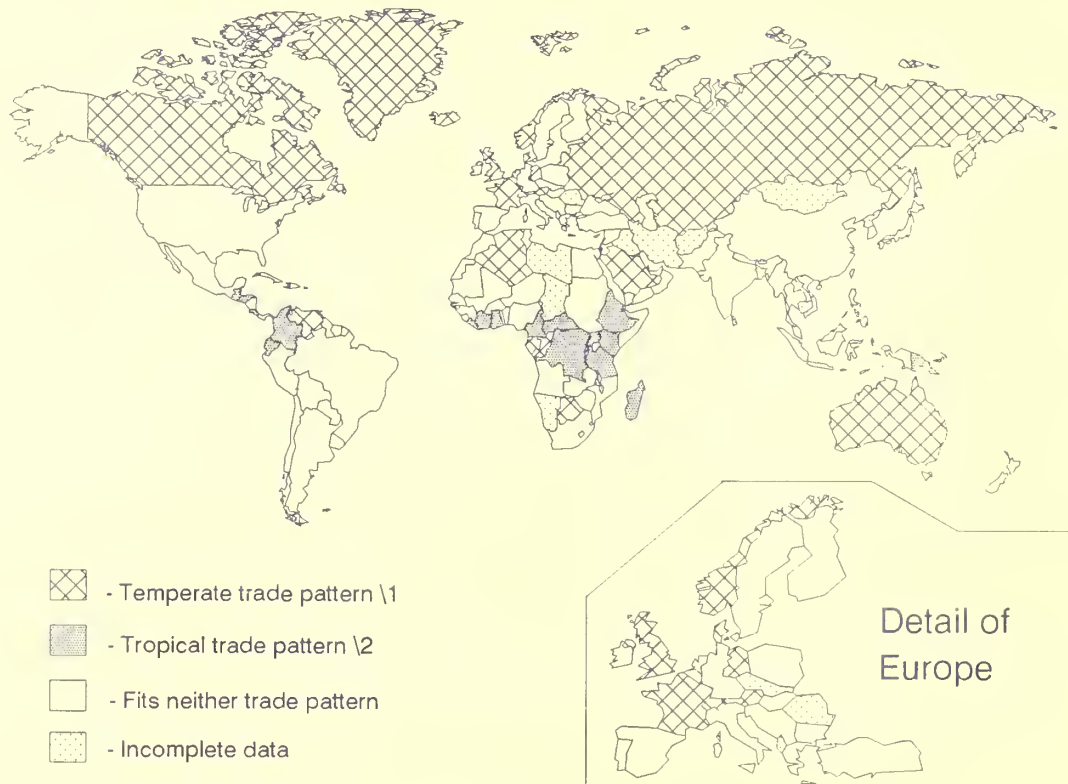 - Temperate trade pattern \1
- Tropical trade pattern \2
- Fits neither trade pattern
- Incomplete data
Detail of
Europe